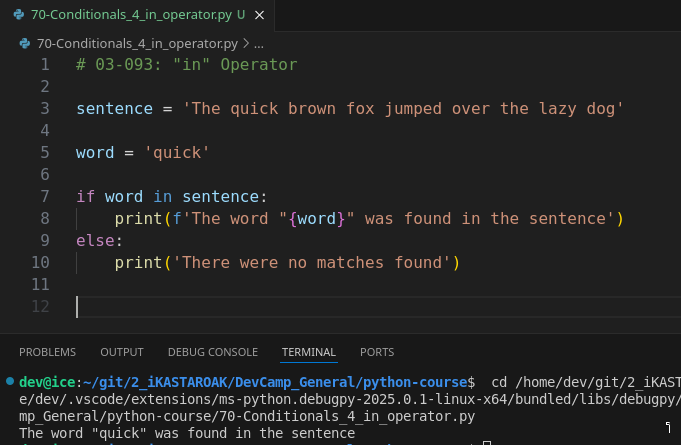 70-Conditionals_4_in_operator.py U
70-Conditionals_4_in_operator.py > ...
1 # 03-093: "in" Operator
2
3 sentence = 'The quick brown fox jumped over the lazy dog'
4
5 word = 'quick'
6
7 if word in sentence:
8     print(f'The word "{word}" was found in the sentence')
9 else:
10     print('There were no matches found')
11
12
PROBLEMS OUTPUT DEBUG CONSOLE TERMINAL PORTS
dev@ice:~/git/2_iKASTAROAK/DevCamp_General/python-course$  cd /home/dev/git/2_iKAST
e/dev/.vscode/extensions/ms-python.debugpy-2025.0.1-linux-x64/bundled/libs/debugpy/
mp_General/python-course/70-Conditionals_4_in_operator.py
The word "quick" was found in the sentence